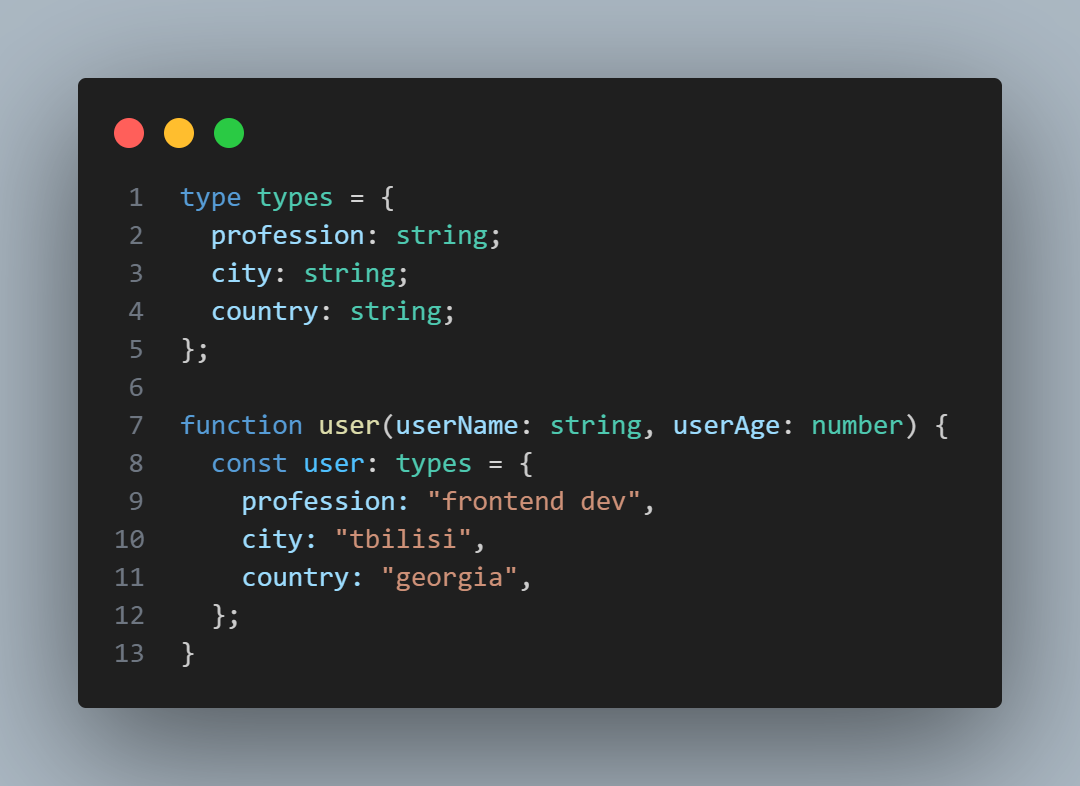 1 type types = {
2   profession: string;
3   city: string;
4   country: string;
5 };
6
7 function user(userName: string, userAge: number) {
8   const user: types = {
9     profession: "frontend dev",
10     city: "tbilisi",
11     country: "georgia",
12   };
13 }